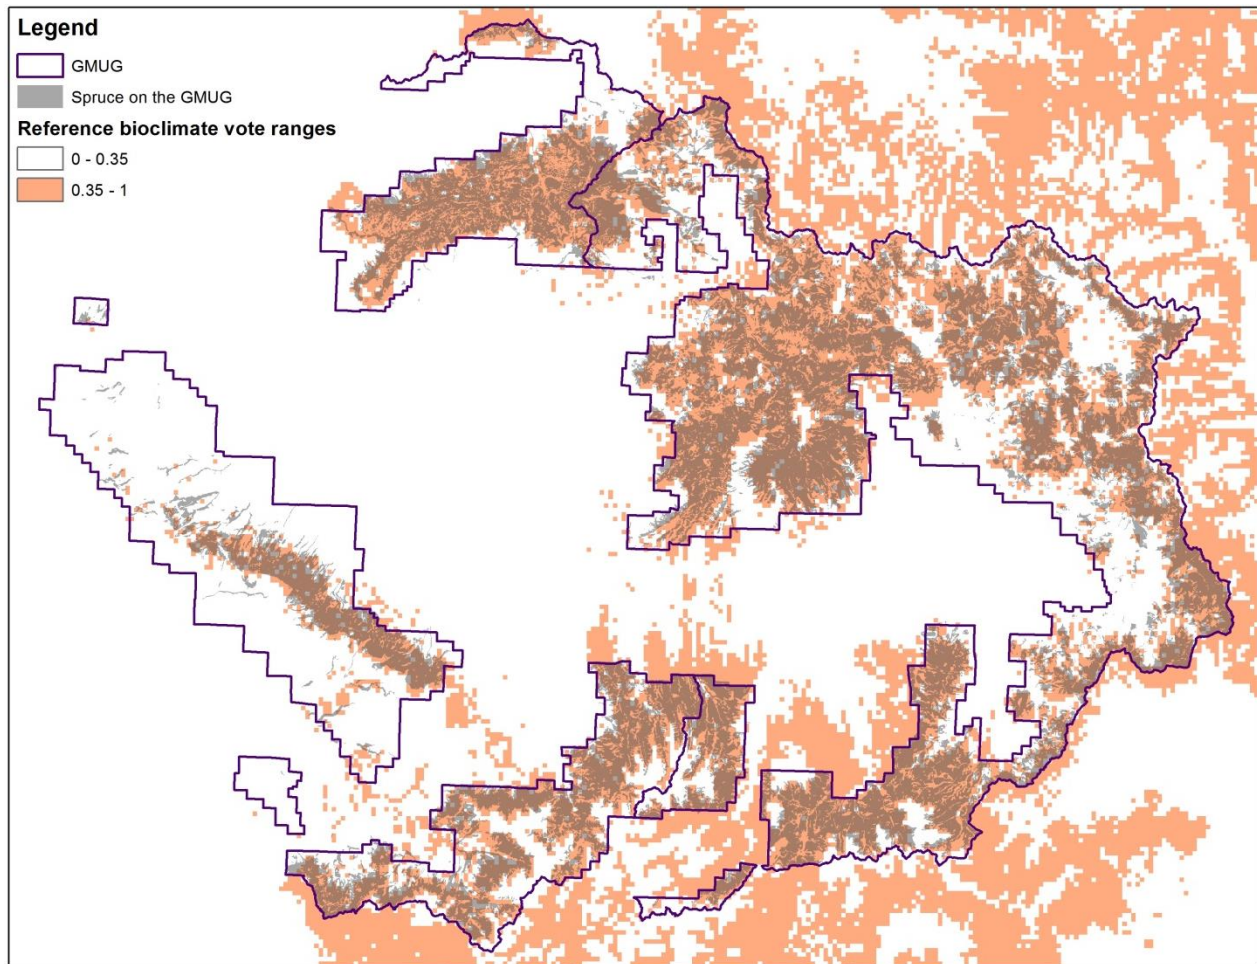 Legend
GMUG
Spruce on the GMUG
Reference bioclimate vote ranges
0 - 0.35
0.35 - 1